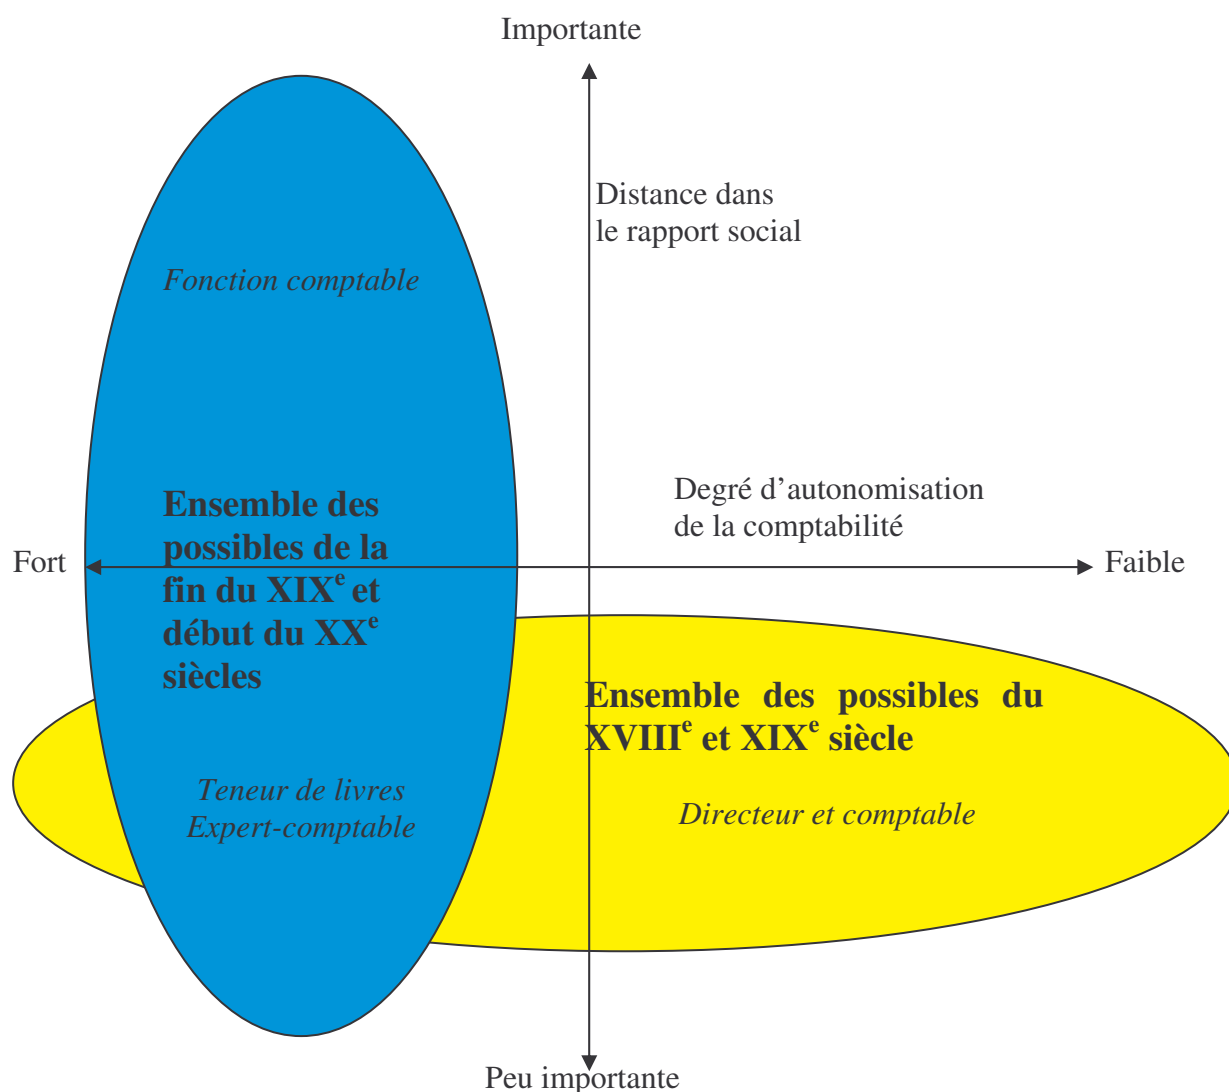 Importante
Distance dans
le rapport social
Fonction comptable
Degré d'autonomisation
de la comptabilité
Fort
Faible
Ensemble des
possibles de la
fin du XIXe et
début du XXe
siècles
Ensemble des possibles du
XVIIIe et XIXe siècle
Teneur de livres
Expert-comptable
Directeur et comptable
Peu importante